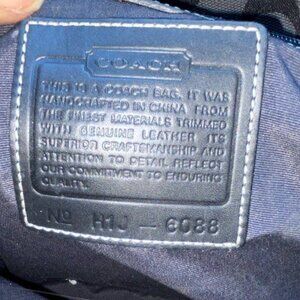 COACH
THIS IS A COACH BAG. IT WAS
HANDCRAFTED IN CHINA FROM
THE FINEST MATERIALS TRIMMED
WITH GENUINE LEATHER. ITS
SUPERIOR CRAFTSMANSHIP AND
ATTENTION TO DETAIL REFLECT
OUR COMMITMENT TO ENDURING
QUALITY.
No H1J — 6088